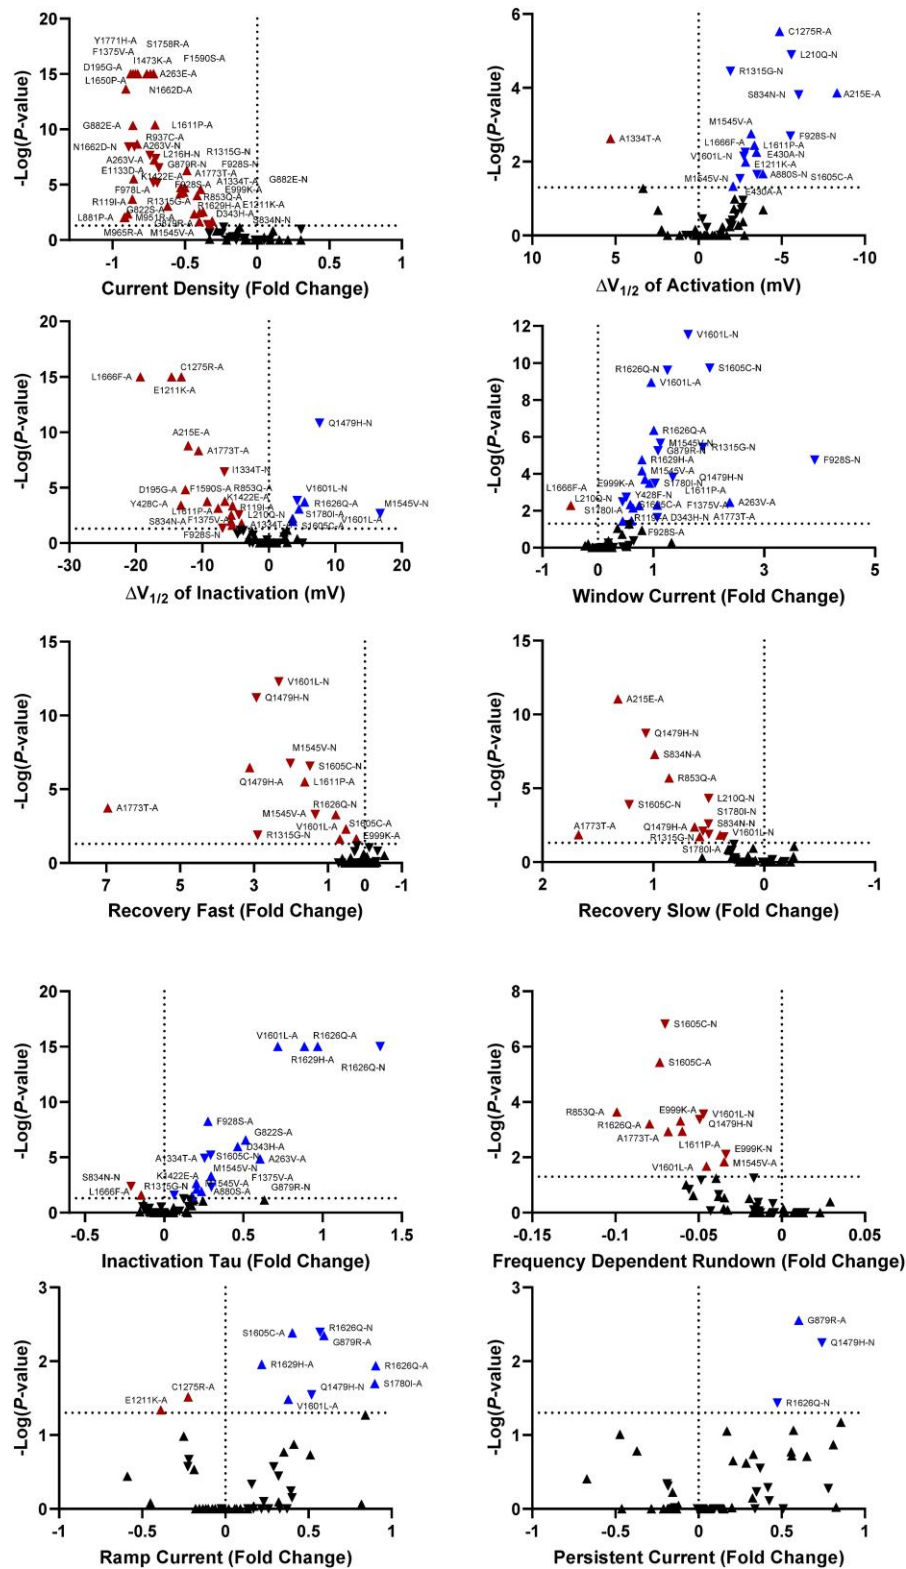 20
15
10
5
0
-1
-0.5
0
0.5
1
-Log(P-value)
Current Density (Fold Change)
Y1771H-A
S1758R-A
F1375V-A
I1473K-A
F1590S-A
D195G-A
A263E-A
L1650P-A
N1662D-A
G882E-A
L1611P-A
R937C-A
N1662D-N
A263V-N
L216H-N
R1315G-N
A263V-A
G879R-N
F928S-N
E1133D-A
K1422E-A
A1773T-A
G882E-N
F978L-A
F928S-A
A1334T-A
E999K-A
R119I-A
R1315G-A
R853Q-A
G822S-A
R1629H-A
E1211K-A
L881P-A
M951R-A
D343H-A
G879R-A
S834N-N
M965R-A
M1545V-A
6
4
2
0
10
5
0
-5
-10
-Log(P-value)
ΔV1/2 of Activation (mV)
C1275R-A
L210Q-N
R1315G-N
S834N-N
A215E-A
M1545V-A
A1334T-A
L1666F-A
F928S-N
L1611P-A
V1601L-N
E430A-N
E1211K-A
M1545V-N
A880S-N
S1605C-A
E430A-A
20
15
10
5
0
-30
-20
-10
0
10
20
-Log(P-value)
ΔV1/2 of Inactivation (mV)
C1275R-A
L1666F-A
E1211K-A
Q1479H-N
A215E-A
A1773T-A
I1334T-N
D195G-A
F1590S-A
R853Q-A
V1601L-N
Y428C-A
K1422E-A
R1626Q-A
M1545V-N
L1611P-A
R119I-A
S1780I-A
S834N-A
F1375V-A
L210Q-N
V1601L-A
A1334T-A
S1605C-A
F928S-N
12
10
8
6
4
2
0
-1
0
1
3
5
-Log(P-value)
Window Current (Fold Change)
V1601L-N
R1626Q-N
S1605C-N
V1601L-A
R1626Q-A
M1545V-N
R1315G-N
G879R-N
R1629H-A
F928S-N
M1545V-A
Q1479H-N
E999K-A
S1780I-N
L1666F-A
L1611P-A
L210Q-N
Y428F-N
A263V-A
S1605C-A
F1375V-A
S1780I-A
R119I-A
D343H-N
A1773T-A
F928S-A
15
10
5
0
7
5
3
1
0
-1
-Log(P-value)
Recovery Fast (Fold Change)
V1601L-N
Q1479H-N
M1545V-N
S1605C-N
Q1479H-A
L1611P-A
A1773T-A
R1626Q-N
M1545V-A
V1601L-A
S1605C-A
R1315G-N
E999K-A
15
10
5
0
2
1
0
-1
-Log(P-value)
Recovery Slow (Fold Change)
A215E-A
Q1479H-N
S834N-A
R853Q-A
S1605C-N
L210Q-N
S1780I-N
A1773T-A
Q1479H-A
S834N-N
R1315G-N
V1601L-N
S1780I-A
20
15
10
5
0
-0.5
0
0.5
1
1.5
-Log(P-value)
Inactivation Tau (Fold Change)
V1601L-A
R1626Q-A
R1629H-A
R1626Q-N
F928S-A
G822S-A
D343H-A
A1334T-A
S1605C-N
A263V-A
M1545V-N
S834N-N
K1422E-A
F1375V-A
L1666F-A
R1315G-N
M1545V-A
G879R-N
A880S-A
8
6
4
2
0
-0.15
-0.1
-0.05
0
0.05
-Log(P-value)
Frequency Dependent Rundown (Fold Change)
S1605C-N
S1605C-A
R853Q-A
E999K-A
V1601L-N
R1626Q-A
Q1479H-N
A1773T-A
L1611P-A
E999K-N
V1601L-A
M1545V-A
4
3
2
1
0
-1
-0.5
0
0.5
1
-Log(P-value)
Ramp Current (Fold Change)
S1605C-A
R1626Q-N
G879R-A
R1629H-A
R1626Q-A
C1275R-A
Q1479H-N
S1780I-A
E1211K-A
V1601L-A
3
2
1
0
-1
-0.5
0
0.5
1
-Log(P-value)
Persistent Current (Fold Change)
G879R-A
Q1479H-N
R1626Q-N